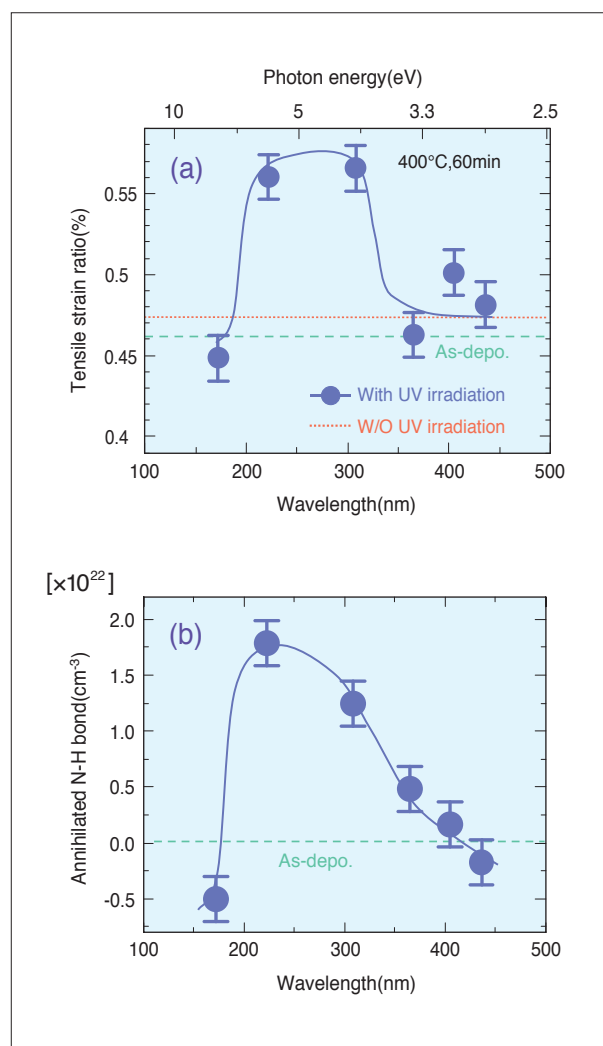 Photon energy(eV)
10 5 3.3 2.5
(a)
400°C,60min
Tensile strain ratio(%)
0.55
0.5
0.45
0.4
As-depo.
With UV irradiation
W/O UV irradiation
100 200 300 400 500
Wavelength(nm)
[×10²²]
(b)
Annihilated N-H bond(cm⁻³)
2.0
1.5
1.0
0.5
0.0
-0.5
As-depo.
100 200 300 400 500
Wavelength(nm)